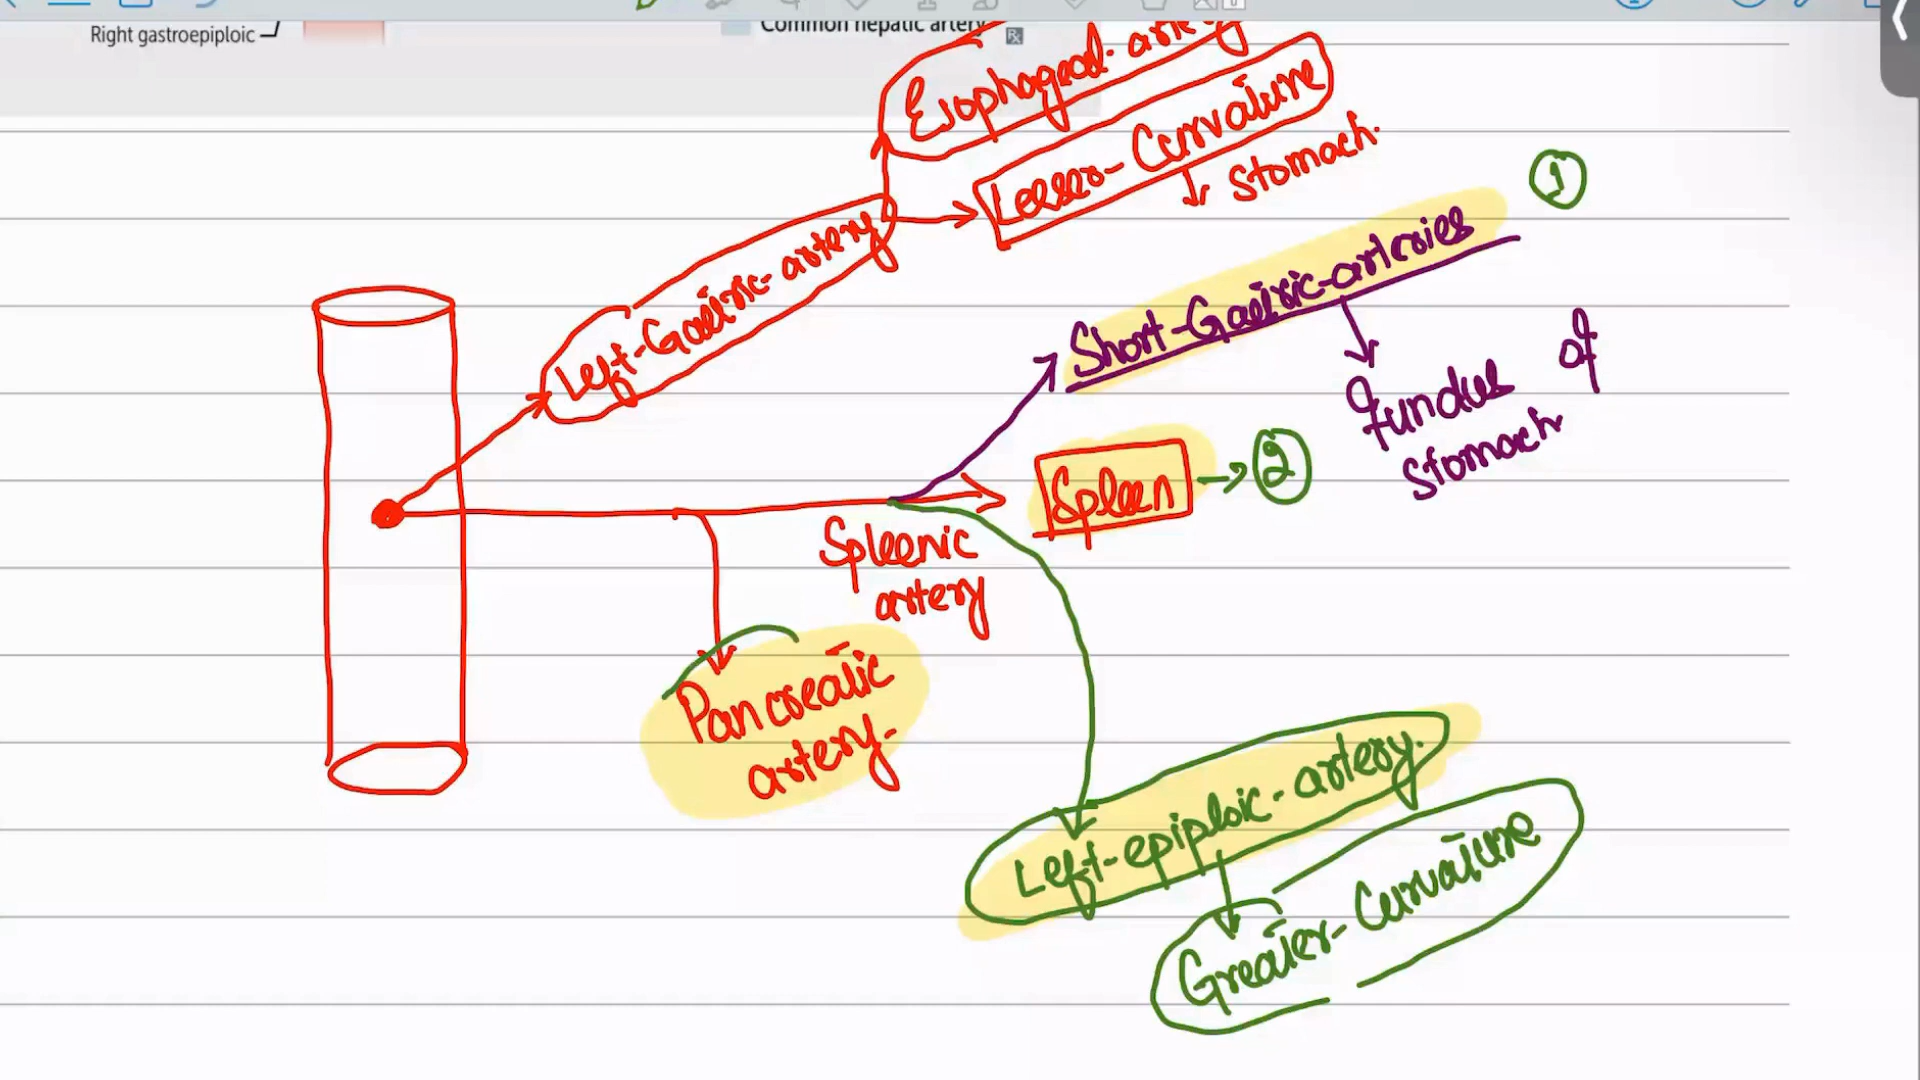 Right gastroepiploic
Common hepatic artery
Esophageal artery
Lesser-Curvature
Stomach.
Left-Gastric-artery
1
Short-Gastric-arteries
fundus of
Stomach
Spleen
2
Spleenic
artery
Pancreatic
artery
Left-epiploic-artery.
Greater-Curvature